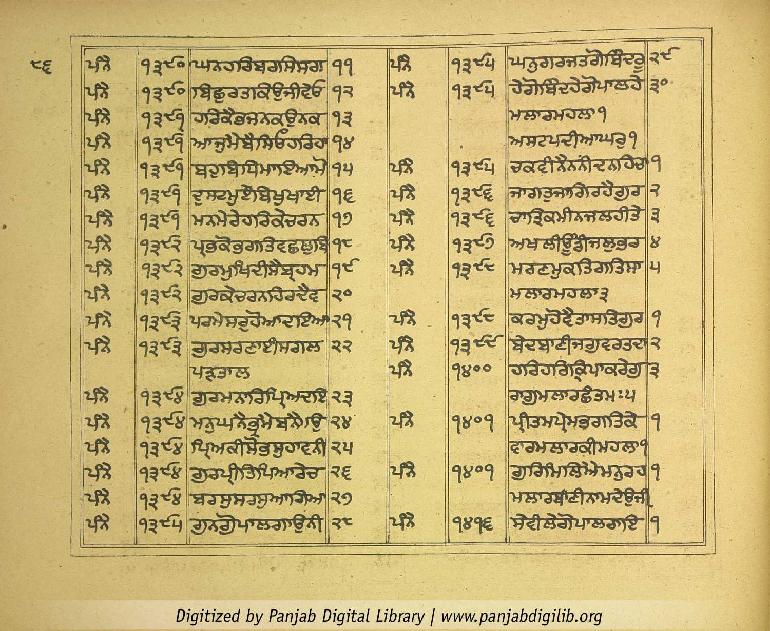 ੯੬
ਪੰਨੈ ੧੩੯੦ ਘਨਹਰਿਬਰਸਿਸਗ ੧੧
ਪੰਨੈ ੧੩੯੦ ਬਿਛੁਰਤਕਿਉਜੀਵੇਓ ੧੨
ਪੰਨੈ ੧੩੯੧ ਹਰਿਕੈਭਜਨਕਉਨਕ ੧੩
ਪੰਨੈ ੧੩੯੧ ਆਜੁਮੈਬੈਸਿਓਹਰਿਹਾ ੧੪
ਪੰਨੈ ੧੩੯੧ ਬਹੁਬਿਧਿਮਾਇਆਮੋ ੧੫
ਪੰਨੈ ੧੩੯੧ ਦੁਸਟਮੁਏਬਿਖੁਖਾਈ ੧੬
ਪੰਨੈ ੧੩੯੧ ਮਨਮੇਰੇਹਰਿਕੇਚਰਨ ੧੭
ਪੰਨੈ ੧੩੯੨ ਪ੍ਰਭਕੋਭਗਤਿਵਛਲੁਬਿ ੧੮
ਪੰਨੈ ੧੩੯੨ ਗੁਰਮੁਖਿਦੀਸੈਬ੍ਰਹਮ ੧੯
ਪੰਨੈ ੧੩੯੨ ਗੁਰਕੇਚਰਨਹਿਰਦੈਵ ੨੦
ਪੰਨੈ ੧੩੯੩ ਪਰਮੇਸਰੁਹੋਆਦਇਆ ੨੧
ਪੰਨੈ ੧੩੯੩ ਗੁਰਸਰਣਾਈਸਗਲ ੨੨
ਪੜਤਾਲ
ਪੰਨੈ ੧੩੯੪ ਗੁਰਮਨਾਰਿਪ੍ਰਿਅਦਇ ੨੩
ਪੰਨੈ ੧੩੯੪ ਮਨੁਘਨੈਭ੍ਰਮੈਬਨੈਉ ੨੪
ਪੰਨੈ ੧੩੯੪ ਪ੍ਰਿਅਕੀਸੋਭਸੁਹਾਵਨੀ ੨੫
ਪੰਨੈ ੧੩੯੪ ਗੁਰਪ੍ਰੀਤਿਪਿਆਰੇਚ ੨੬
ਪੰਨੈ ੧੩੯੪ ਬਰਸੁਸਰਸੁਆਗਿਆ ੨੭
ਪੰਨੈ ੧੩੯੫ ਗੁਨਗੋੁਪਾਲਗਾਉਨੀ ੨੮
ਪੰਨੈ ੧੩੯੫ ਘਨੁਗਰਜਤਗੋਬਿੰਦਰੂ ੨੯
ਪੰਨੈ ੧੩੯੫ ਹੇਗੋਬਿੰਦਹੇਗੋਪਾਲਹੇ ੩੦
ਮਲਾਰਮਹਲਾ੧
ਅਸਟਪਦੀਆਘਰੁ੧
ਪੰਨੈ ੧੩੯੫ ਚਕਵੀਨੈਨਨੀਦਨਹਿਚਾ ੧
ਪੰਨੈ ੧੩੯੬ ਜਾਗਤੁਜਾਗਿਰਹੈਗੁਰ ੨
ਪੰਨੈ ੧੩੯੬ ਚਾਤ੍ਰਿਕਮੀਨਜਲਹੀਤੇ ੩
ਪੰਨੈ ੧੩੯੭ ਅਖਲੀਊਂਡੀਜਲੁਭਰ ੪
ਪੰਨੈ ੧੩੯੮ ਮਰਣਮੁਕਤਿਗਤਿਸਾ ੫
ਮਲਾਰਮਹਲਾ੩
ਪੰਨੈ ੧੩੯੮ ਕਰਮੁਹੋਵੈਤਾਸਤਿਗੁਰ ੧
ਪੰਨੈ ੧੩੯੯ ਬੇਦਬਾਣੀਜਗੁਵਰਤਦਾ ੨
ਪੰਨੈ ੧੪੦੦ ਹਰਿਹਰਿਕ੍ਰਿਪਾਕਰੇਗੁ ੩
ਰਾਗੁਮਲਾਰਛੰਤਮਃ੫
ਪੰਨੈ ੧੪੦੧ ਪ੍ਰੀਤਮਪ੍ਰੇਮਭਗਤਿਕੇ ੧
ਵਾਰਮਲਾਰਕੀਮਹਲਾ੧
ਪੰਨੈ ੧੪੦੧ ਗੁਰਿਮਿਲਿਐਮਨੁਰਹ ੧
ਮਲਾਰਬਾਣੀਨਾਮਦੇਉਜੀ
ਪੰਨੈ ੧੪੧੬ ਸੇਵੀਲੇਗੋਪਾਲਰਾਇ ੧
Digitized by Panjab Digital Library | www.panjabdigilib.org